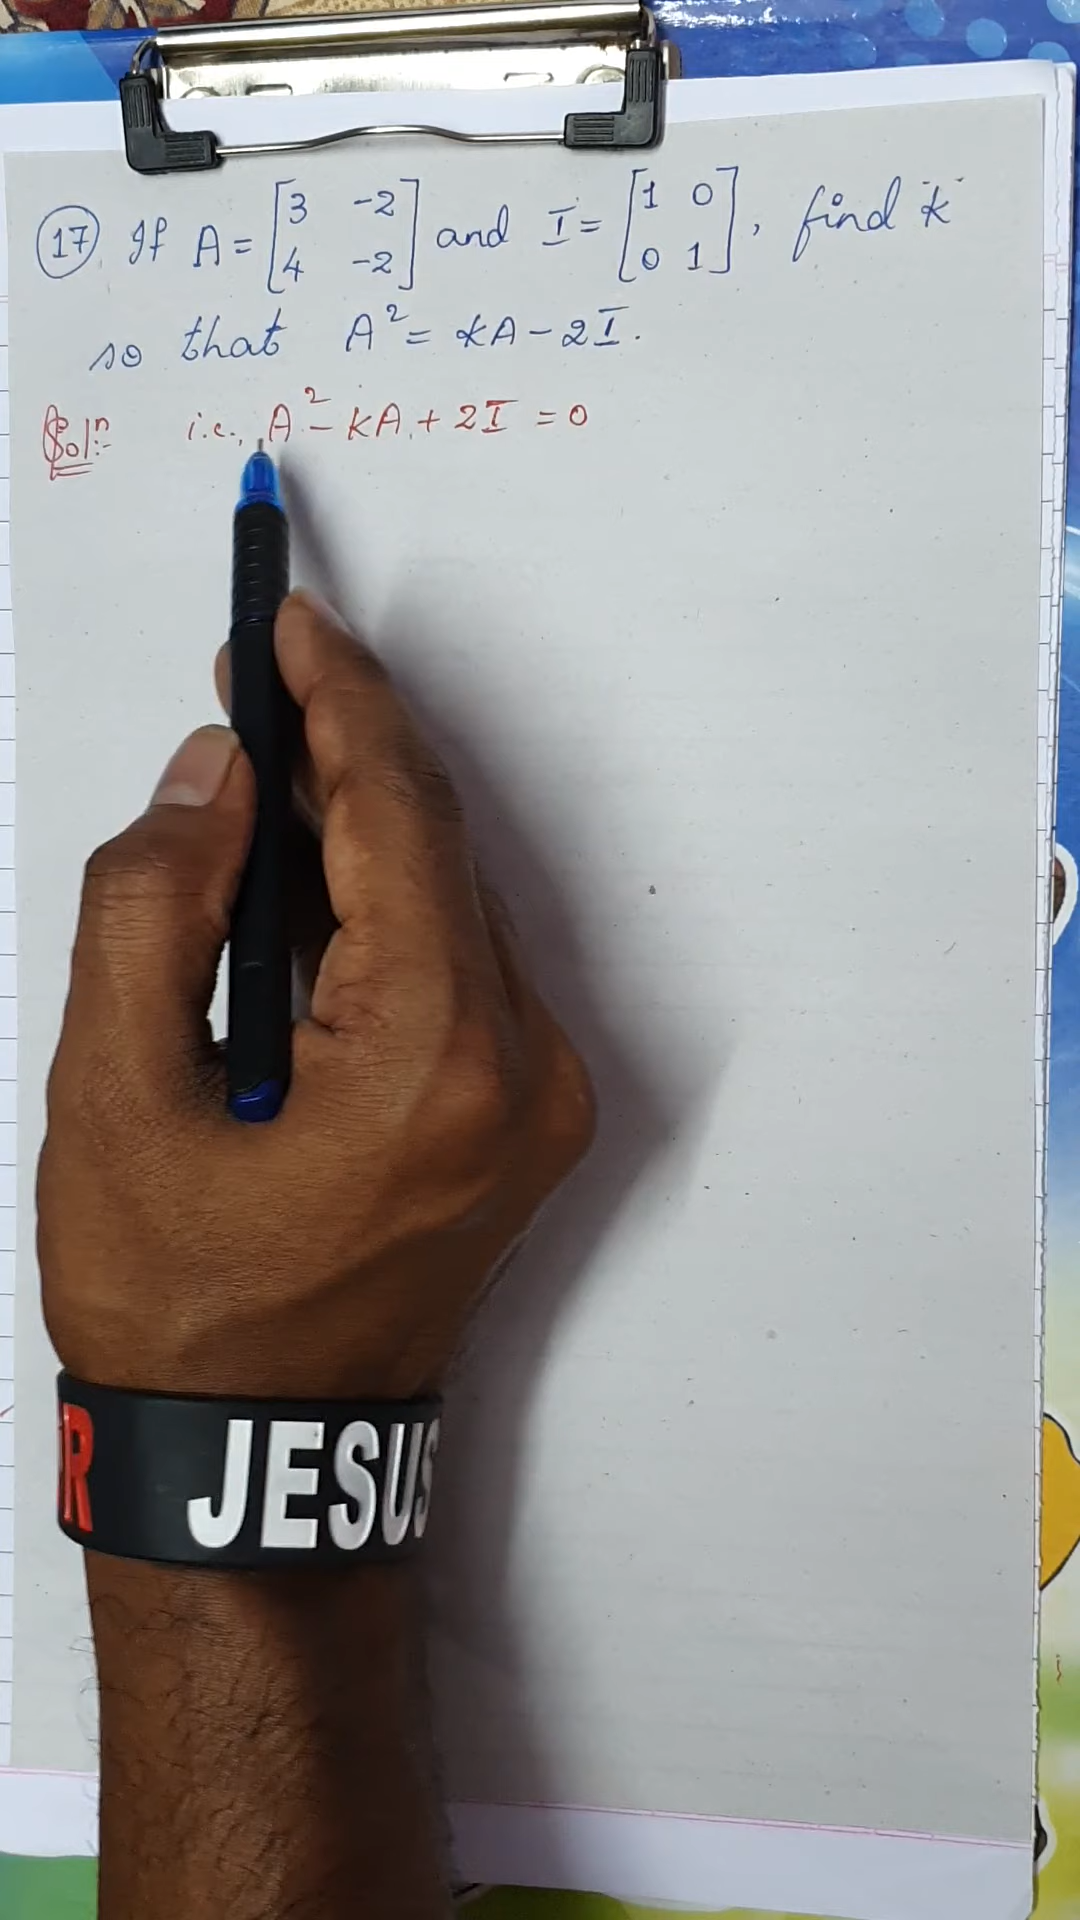 17 If A = [3 -2 4 -2] and I = [1 0 0 1], find 'k'
so that A² = kA - 2I.
Solⁿ:- i.e., A² - kA + 2I = 0
R JESUS